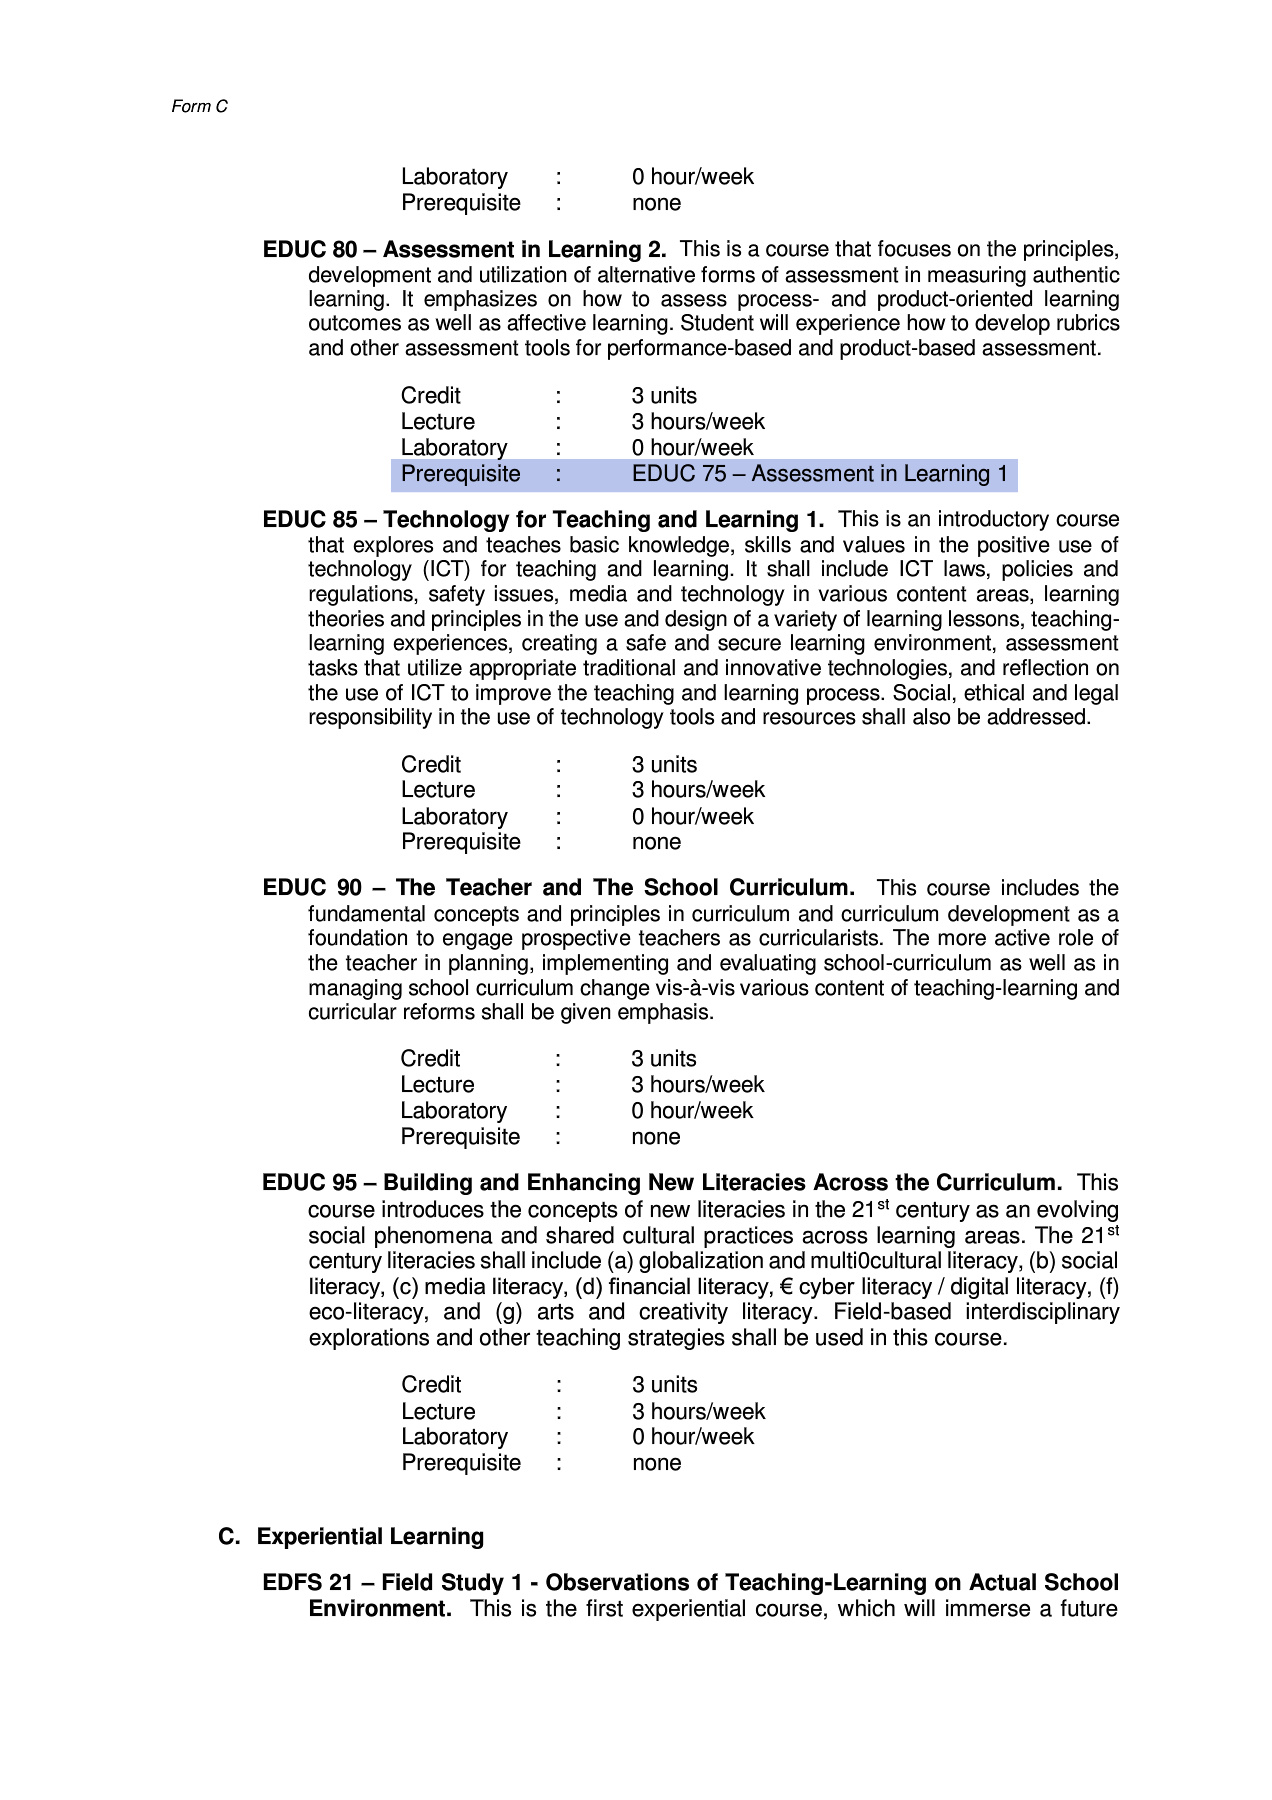 Form C
Laboratory : 0 hour/week
Prerequisite : none
EDUC 80 – Assessment in Learning 2. This is a course that focuses on the principles,
development and utilization of alternative forms of assessment in measuring authentic
learning. It emphasizes on how to assess process- and product-oriented learning
outcomes as well as affective learning. Student will experience how to develop rubrics
and other assessment tools for performance-based and product-based assessment.
Credit : 3 units
Lecture : 3 hours/week
Laboratory : 0 hour/week
Prerequisite : EDUC 75 – Assessment in Learning 1
EDUC 85 – Technology for Teaching and Learning 1. This is an introductory course
that explores and teaches basic knowledge, skills and values in the positive use of
technology (ICT) for teaching and learning. It shall include ICT laws, policies and
regulations, safety issues, media and technology in various content areas, learning
theories and principles in the use and design of a variety of learning lessons, teaching-
learning experiences, creating a safe and secure learning environment, assessment
tasks that utilize appropriate traditional and innovative technologies, and reflection on
the use of ICT to improve the teaching and learning process. Social, ethical and legal
responsibility in the use of technology tools and resources shall also be addressed.
Credit : 3 units
Lecture : 3 hours/week
Laboratory : 0 hour/week
Prerequisite : none
EDUC 90 – The Teacher and The School Curriculum. This course includes the
fundamental concepts and principles in curriculum and curriculum development as a
foundation to engage prospective teachers as curricularists. The more active role of
the teacher in planning, implementing and evaluating school-curriculum as well as in
managing school curriculum change vis-à-vis various content of teaching-learning and
curricular reforms shall be given emphasis.
Credit : 3 units
Lecture : 3 hours/week
Laboratory : 0 hour/week
Prerequisite : none
EDUC 95 – Building and Enhancing New Literacies Across the Curriculum. This
course introduces the concepts of new literacies in the 21st century as an evolving
social phenomena and shared cultural practices across learning areas. The 21st
century literacies shall include (a) globalization and multi0cultural literacy, (b) social
literacy, (c) media literacy, (d) financial literacy, € cyber literacy / digital literacy, (f)
eco-literacy, and (g) arts and creativity literacy. Field-based interdisciplinary
explorations and other teaching strategies shall be used in this course.
Credit : 3 units
Lecture : 3 hours/week
Laboratory : 0 hour/week
Prerequisite : none
C. Experiential Learning
EDFS 21 – Field Study 1 - Observations of Teaching-Learning on Actual School
Environment. This is the first experiential course, which will immerse a future